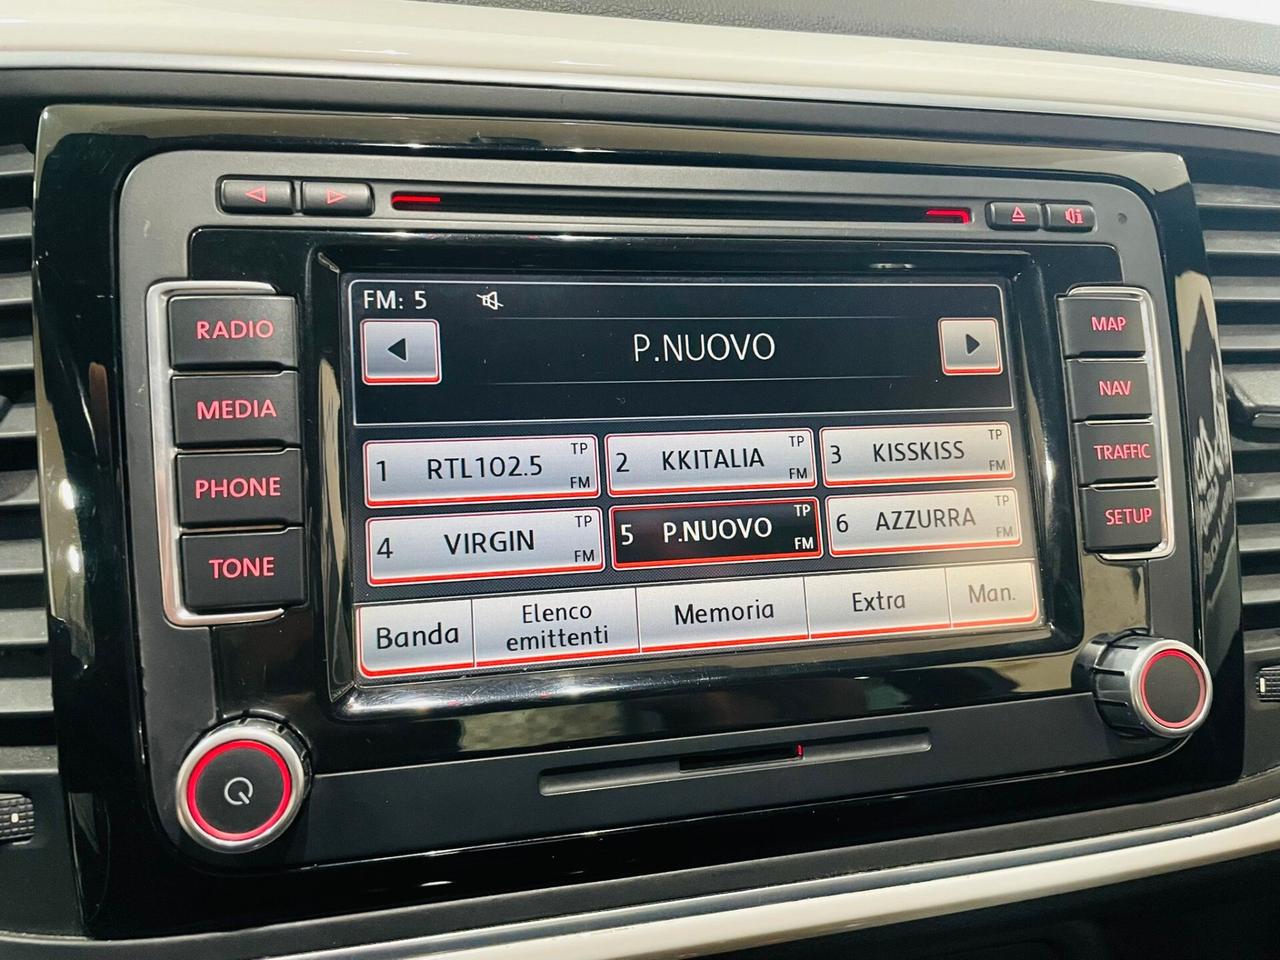 RADIO
MEDIA
PHONE
TONE
FM: 5
P.NUOVO
1 RTL102.5 TP FM
2 KKITALIA TP FM
3 KISSKISS TP FM
4 VIRGIN TP FM
5 P.NUOVO TP FM
6 AZZURRA TP FM
Banda
Elenco
emittenti
Memoria
Extra
Man.
MAP
NAV
TRAFFIC
SETUP